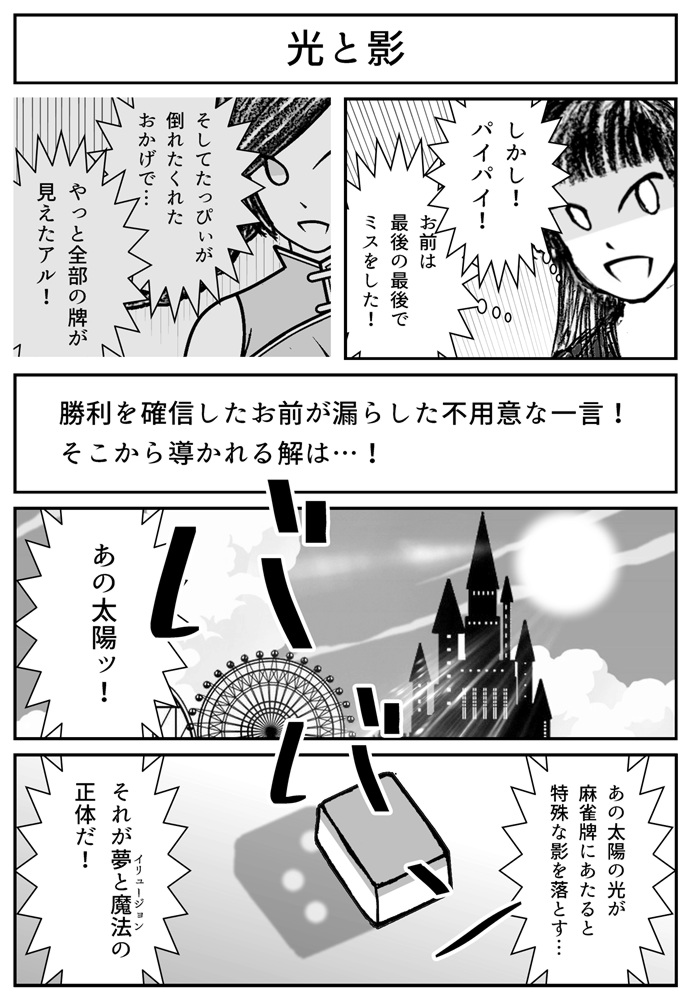 光と影
しかし！
パイパイ！
お前は
最後の最後で
ミスをした！
そしてたっぴぃが
倒れたくれた
おかげで…
やっと全部の牌が
見えたアル！
勝利を確信したお前が漏らした不用意な一言！
そこから導かれる解は…！
あの太陽ッ！
バ
バ
ー
ン
あの太陽の光が
麻雀牌にあたると
特殊な影を落とす…
それが夢と魔法の
イリュージョン
正体だ！